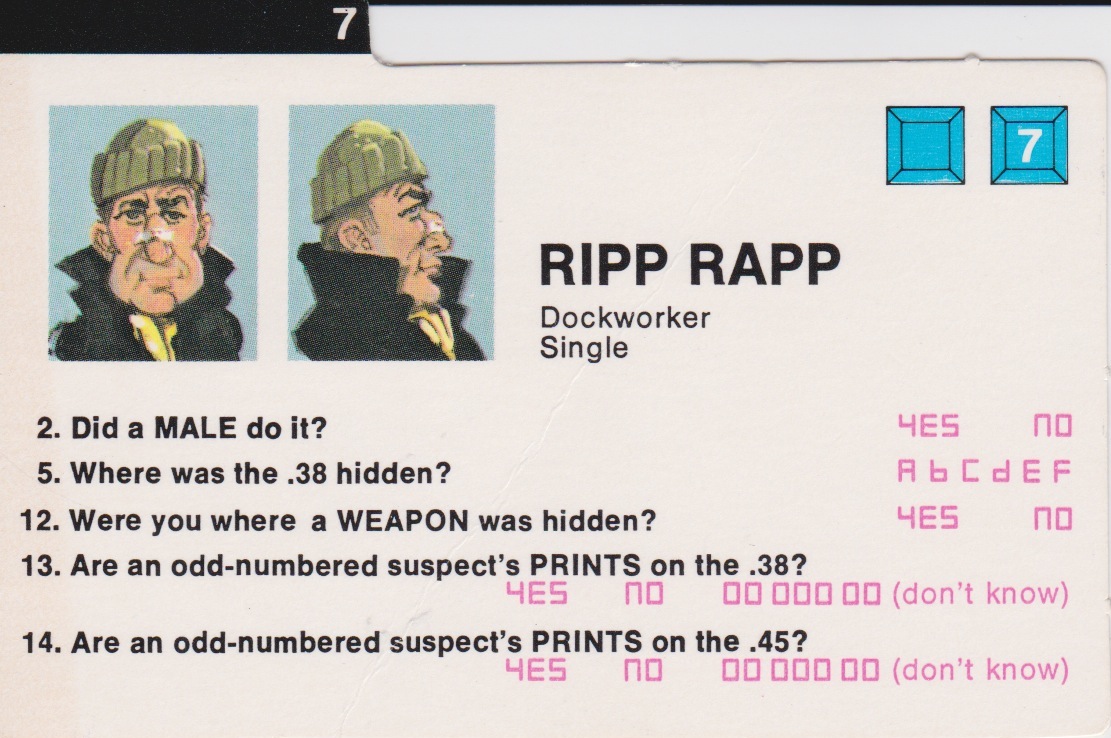 7
7
RIPP RAPP
Dockworker
Single
2. Did a MALE do it? YES NO
5. Where was the .38 hidden? A b C d E F
12. Were you where a WEAPON was hidden? YES NO
13. Are an odd-numbered suspect's PRINTS on the .38?
YES NO 00 000 00 (don't know)
14. Are an odd-numbered suspect's PRINTS on the .45?
YES NO 00 000 00 (don't know)